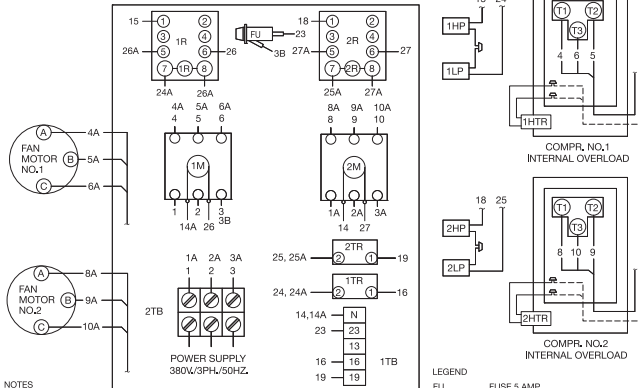 15 1 2
3 4 1R
26A 5 6 26
7 1R 8
24A 26A
FU 23
3B
18 1 2
3 4 2R
27A 5 6 27
7 2R 8
25A 27A
4A 5A 6A
4 5 6
1M
1 2 3
3B
14A 26
8A 9A 10A
8 9 10
2M
1A 2A 3A
14 27
FAN MOTOR NO.1
A 4A
B 5A
C 6A
FAN MOTOR NO.2
A 8A
B 9A
C 10A
1A 2A 3A
1 2 3
2TB
POWER SUPPLY
380V./3PH./50HZ.
2TR
25, 25A 2 1 19
1TR
24, 24A 2 1 16
14,14A N
23 23
13
16 16 1TB
19 19
1HP
1LP
T1 T2
T3
4 6 5
1HTR
COMPR. NO.1
INTERNAL OVERLOAD
18 25
2HP
2LP
T1 T2
T3
8 10 9
2HTR
COMPR. NO.2
INTERNAL OVERLOAD
NOTES
LEGEND
FU FUSE 5 AMP